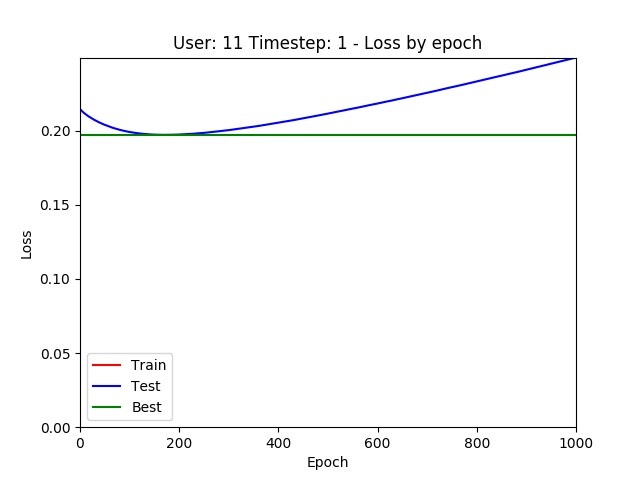 User: 11 Timestep: 1 - Loss by epoch
0.20
0.15
0.10
0.05
0.00
Loss
Train
Test
Best
0 200 400 600 800 1000
Epoch